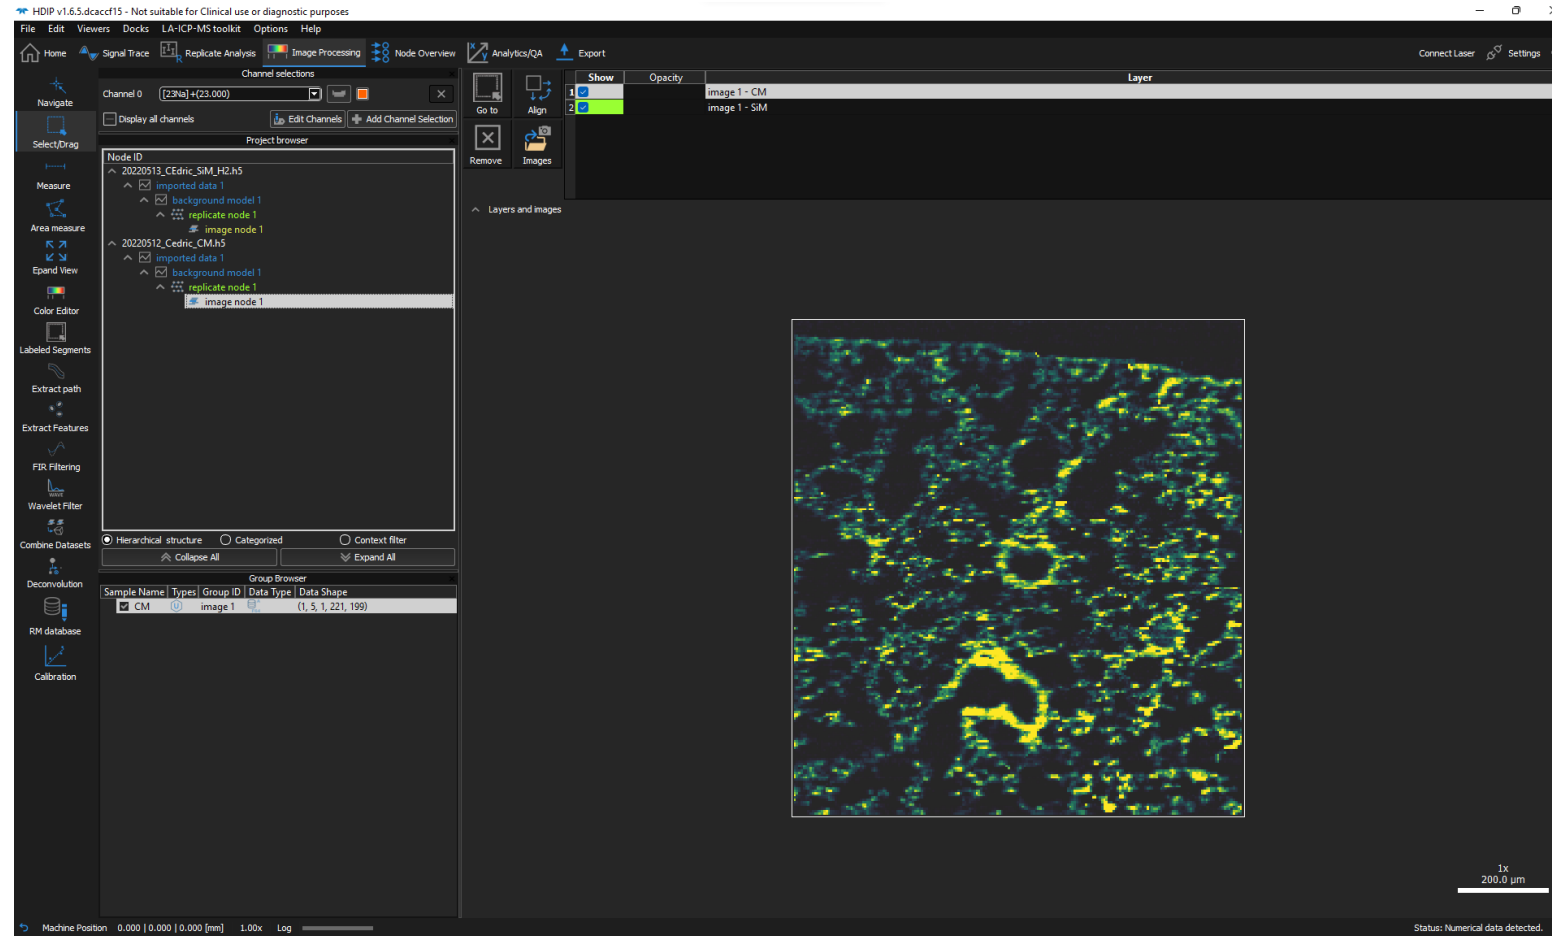 HDIP v1.6.5.dcaccf15 - Not suitable for Clinical use or diagnostic purposes
File Edit Viewers Docks LA-ICP-MS toolkit Options Help
Home Signal Trace Replicate Analysis Image Processing Node Overview Analytics/QA Export Connect Laser Settings
Navigate
Select/Drag
Measure
Area measure
Epand View
Color Editor
Labeled Segments
Extract path
Extract Features
FIR Filtering
WAVE
Wavelet Filter
Combine Datasets
Deconvolution
RM database
Calibration
Channel selections
Channel 0 [23Na]+(23.000)
Display all channels Edit Channels Add Channel Selection
Project browser
Node ID
20220513_CEdric_SiM_H2.h5
imported data 1
background model 1
replicate node 1
image node 1
20220512_Cedric_CM.h5
imported data 1
background model 1
replicate node 1
image node 1
Hierarchical structure Categorized Context filter
Collapse All Expand All
Group Browser
Sample Name Types Group ID Data Type Data Shape
CM image 1 (1, 5, 1, 221, 199)
Go to Align
Remove Images
Show Opacity Layer
1 image 1 - CM
2 image 1 - SiM
Layers and images
1x
200.0 µm
Machine Position 0.000 | 0.000 | 0.000 [mm] 1.00x Log Status: Numerical data detected.